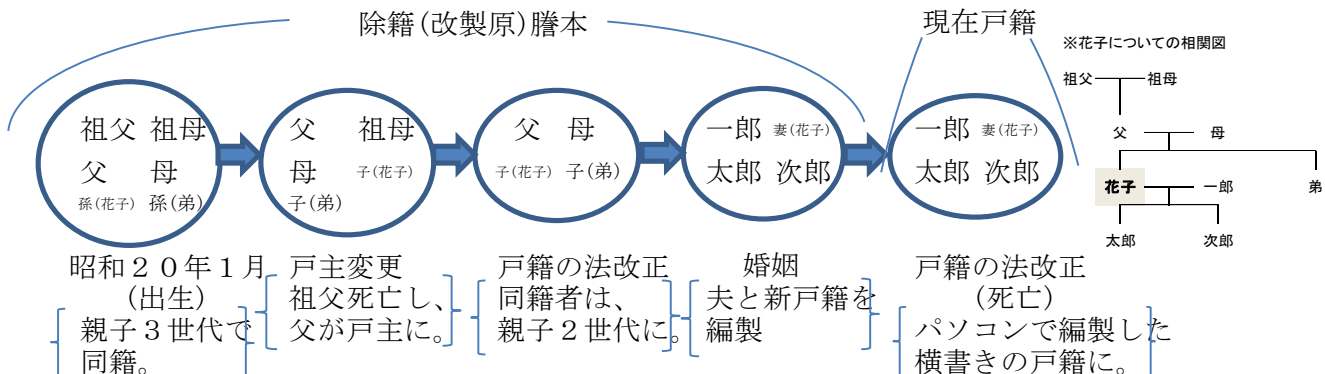 除籍(改製原)謄本
現在戸籍
※花子についての相関図
祖父 祖母
父 母
孫(花子) 孫(弟)
父 祖母
母 子(花子)
子(弟)
父 母
子(花子) 子(弟)
一郎 妻(花子)
太郎 次郎
一郎 妻(花子)
太郎 次郎
祖父 祖母
父 母
花子 一郎 弟
太郎 次郎
昭和20年1月
(出生)
親子3世代で
同籍。
戸主変更
祖父死亡し、
父が戸主に。
戸籍の法改正
同籍者は、
親子2世代に。
婚姻
夫と新戸籍を
編製
戸籍の法改正
(死亡)
パソコンで編製した
横書きの戸籍に。